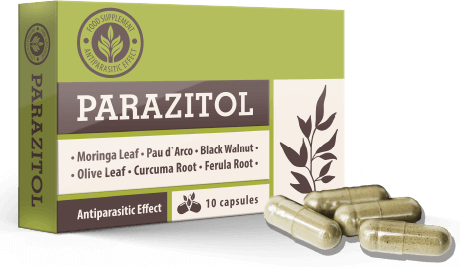 FOOD SUPPLEMENT
ANTIPARASITIC EFFECT
PARAZITOL
PARAZITOL
• Moringa Leaf • Pau d`Arco • Black Walnut •
• Olive Leaf • Curcuma Root • Ferula Root •
Antiparasitic Effect
10 capsules